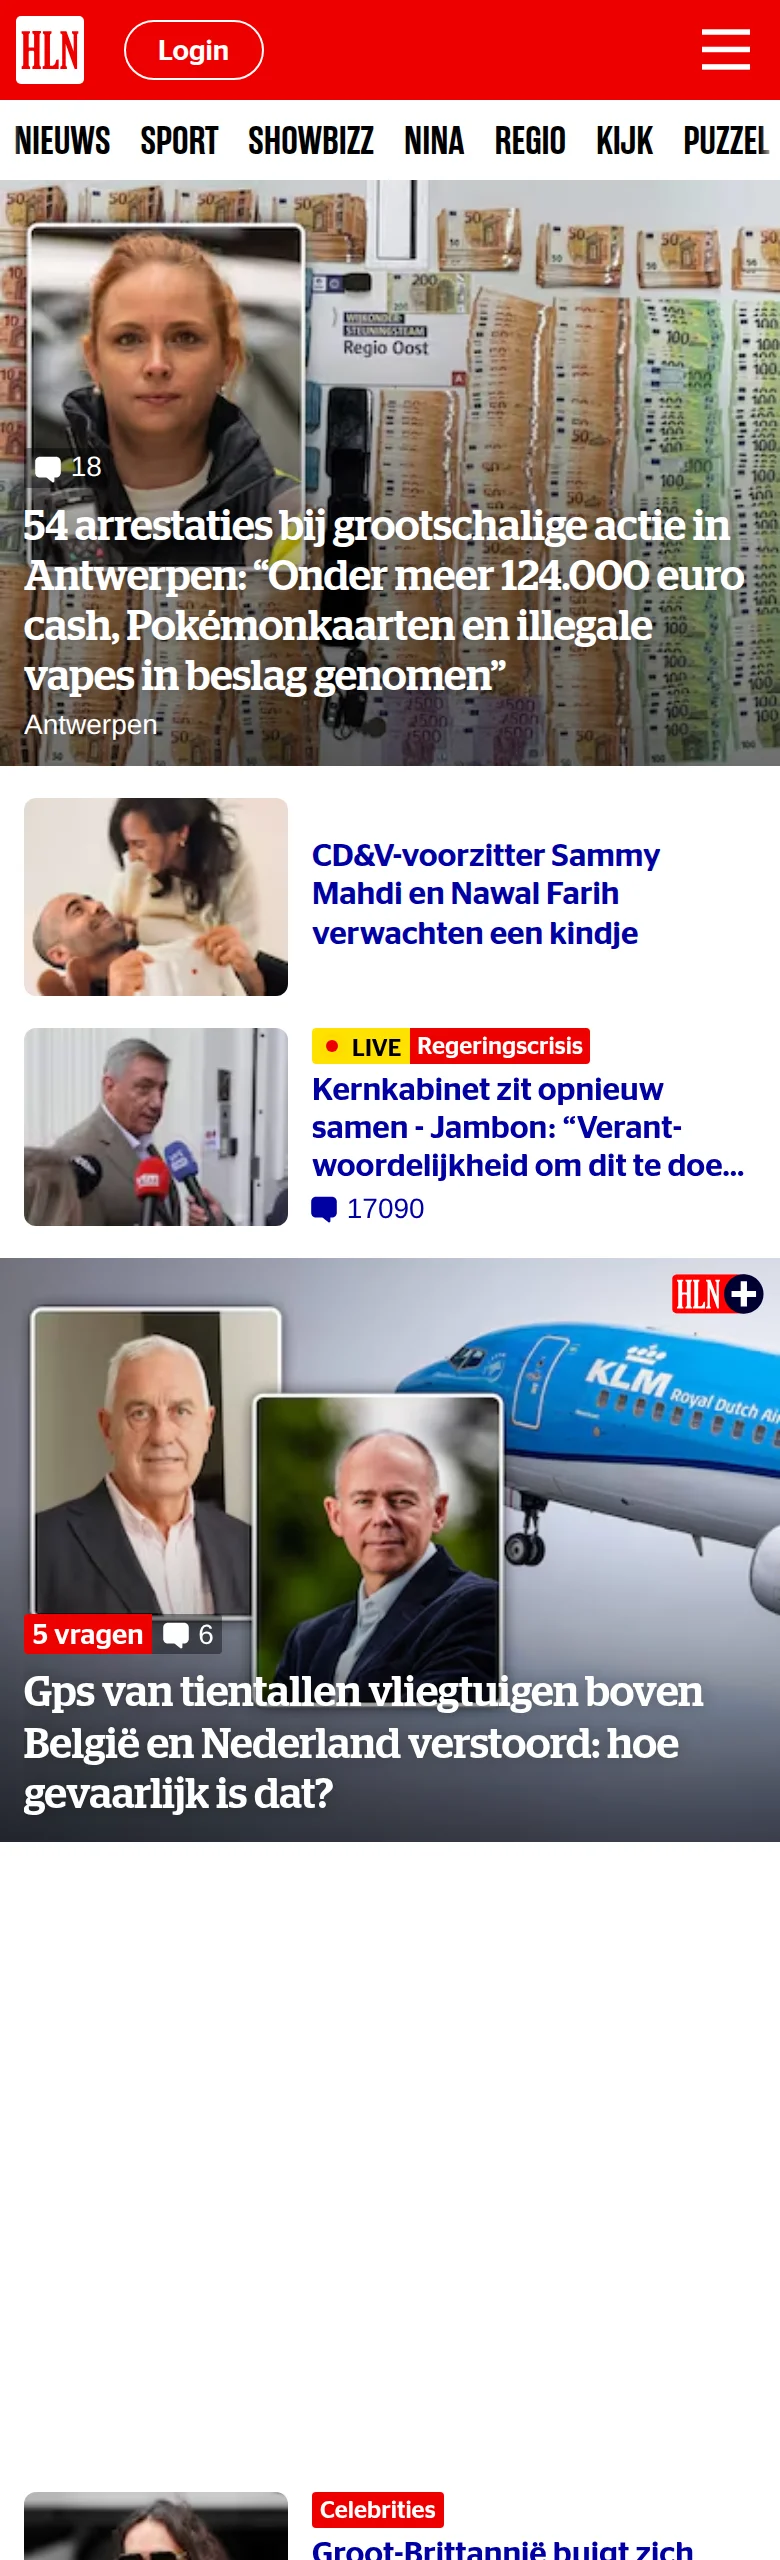 HLN
Login
NIEUWS SPORT SHOWBIZZ NINA REGIO KIJK PUZZEL
WIJKONDER-
STEUNINGSTEAM
Regio Oost
18
54 arrestaties bij grootschalige actie in
Antwerpen: “Onder meer 124.000 euro
cash, Pokémonkaarten en illegale
vapes in beslag genomen”
Antwerpen
CD&V-voorzitter Sammy
Mahdi en Nawal Farih
verwachten een kindje
LIVE Regeringscrisis
Kernkabinet zit opnieuw
samen - Jambon: “Verant-
woordelijkheid om dit te doe...
17090
HLN+
KLM Royal Dutch Air
5 vragen 6
Gps van tientallen vliegtuigen boven
België en Nederland verstoord: hoe
gevaarlijk is dat?
Celebrities
Groot-Brittannië buigt zich